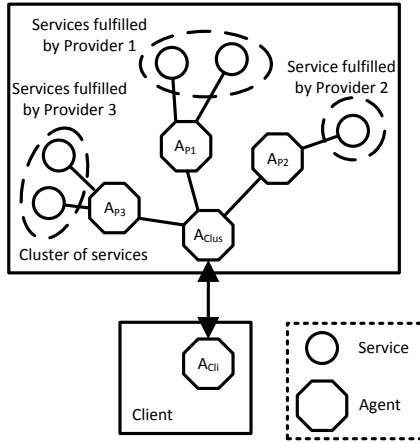 Services fulfilled
by Provider 1
Service fulfilled
by Provider 2
Services fulfilled
by Provider 3
AP1
AP2
AP3
AClus
Cluster of services
ACli
Client
Service
Agent